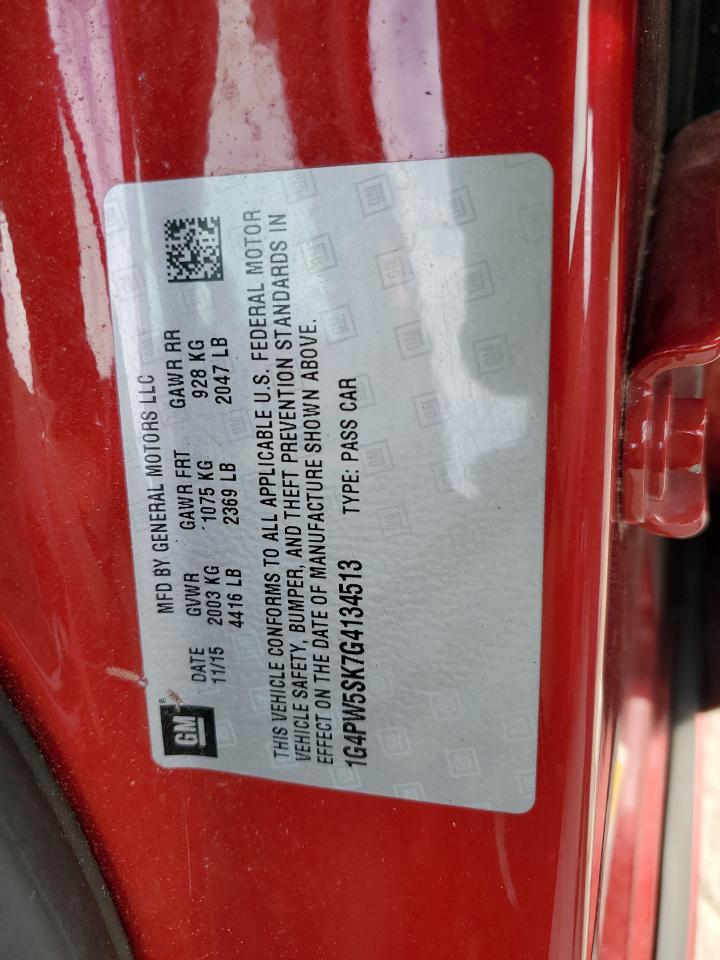 GM®
MFD BY GENERAL MOTORS LLC
DATE GVWR GAWR FRT GAWR RR
11/15 2003 KG 1075 KG 928 KG
4416 LB 2369 LB 2047 LB
THIS VEHICLE CONFORMS TO ALL APPLICABLE U.S. FEDERAL MOTOR
VEHICLE SAFETY, BUMPER, AND THEFT PREVENTION STANDARDS IN
EFFECT ON THE DATE OF MANUFACTURE SHOWN ABOVE.
1G4PW5SK7G4134513 TYPE: PASS CAR